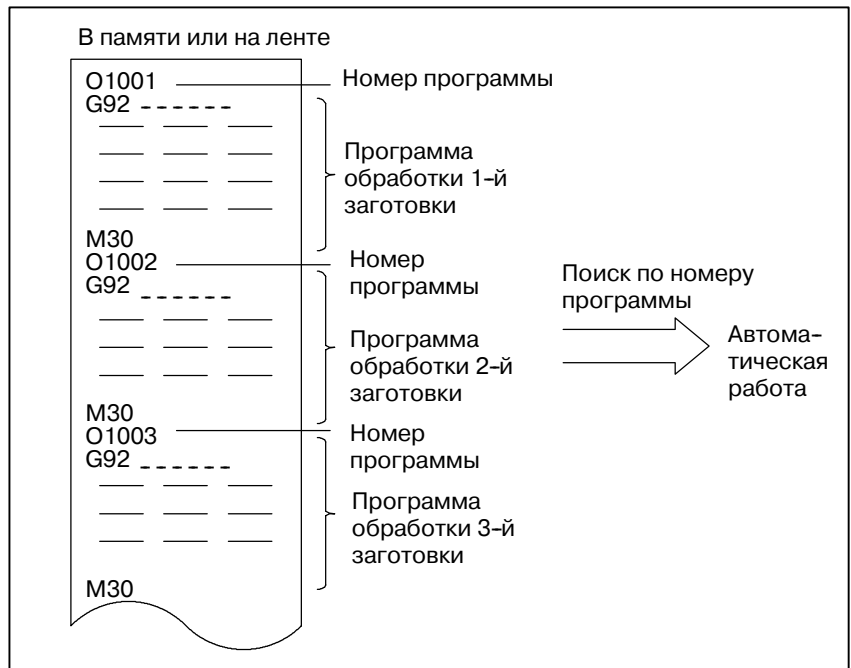 В памяти или на ленте
O1001
Номер программы
G92 ------
Программа
обработки 1-й
заготовки
M30
O1002
Номер
программы
G92 ------
Программа
обработки 2-й
заготовки
M30
O1003
Номер
программы
G92 ------
Программа
обработки 3-й
заготовки
M30
Поиск по номеру
программы
Автома-
тическая
работа